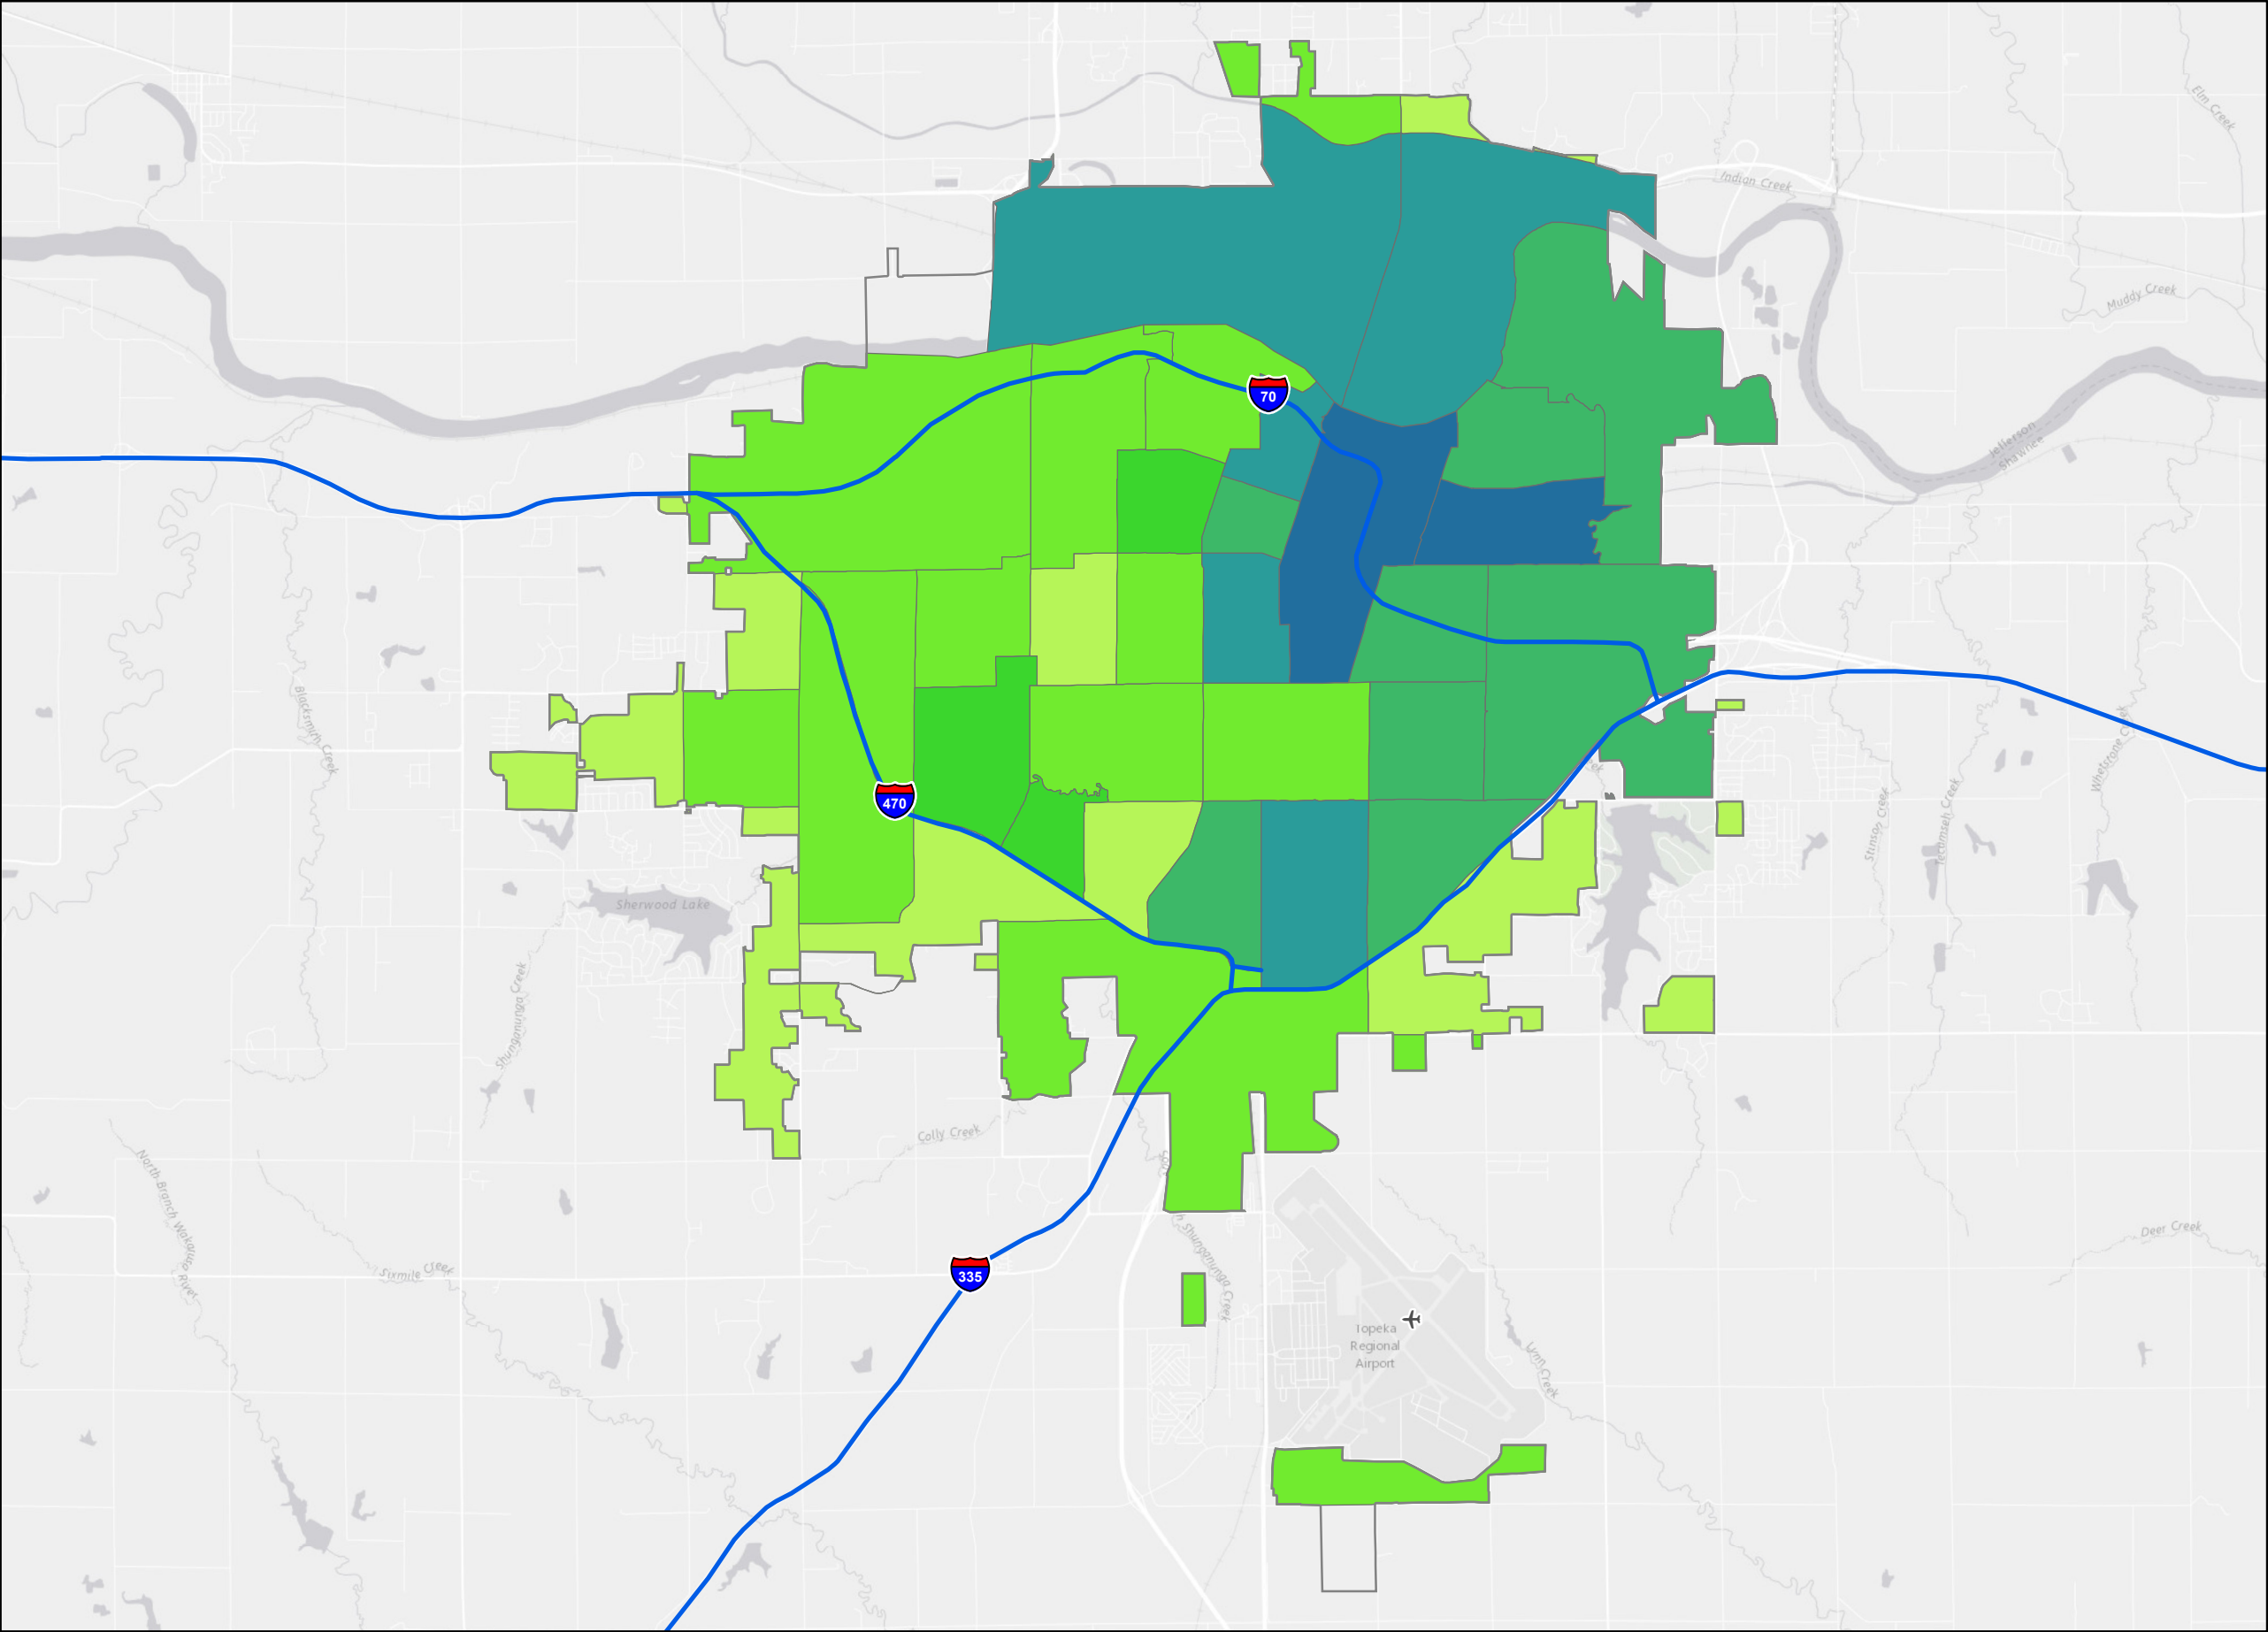 Elm Creek
Indian Creek
Muddy Creek
70
Jefferson
Shawnee
Blacksmith Creek
Whetstone Creek
470
Stinson Creek
Tecumseh Creek
Sherwood Lake
Shunganunga Creek
Colly Creek
North Branch Wakarusa River
Shunganunga Creek
Deer Creek
Sixmile Creek
335
Topeka
Regional
Airport
Lynn Creek